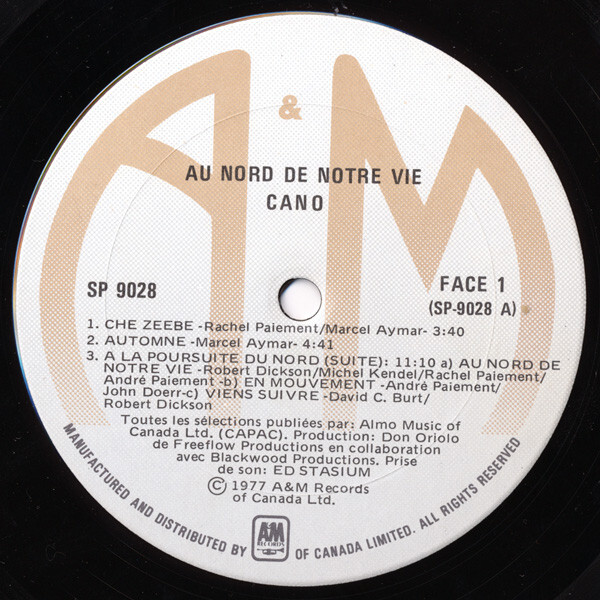 A & M
AU NORD DE NOTRE VIE
CANO
SP 9028
FACE 1
(SP-9028 A)
1. CHE ZEEBE -Rachel Paiement/Marcel Aymar- 3:40
2. AUTOMNE -Marcel Aymar- 4:41
3. A LA POURSUITE DU NORD (SUITE): 11:10 a) AU NORD DE
NOTRE VIE -Robert Dickson/Michel Kendel/Rachel Paiement/
André Paiement -b) EN MOUVEMENT -André Paiement/
John Doerr-c) VIENS SUIVRE -David C. Burt/
Robert Dickson
Toutes les sélections publiées par: Almo Music of
Canada Ltd. (CAPAC). Production: Don Oriolo
de Freeflow Productions en collaboration
avec Blackwood Productions. Prise
de son: ED STASIUM
© 1977 A&M Records
of Canada Ltd.
MANUFACTURED AND DISTRIBUTED BY A&M RECORDS OF CANADA LIMITED. ALL RIGHTS RESERVED